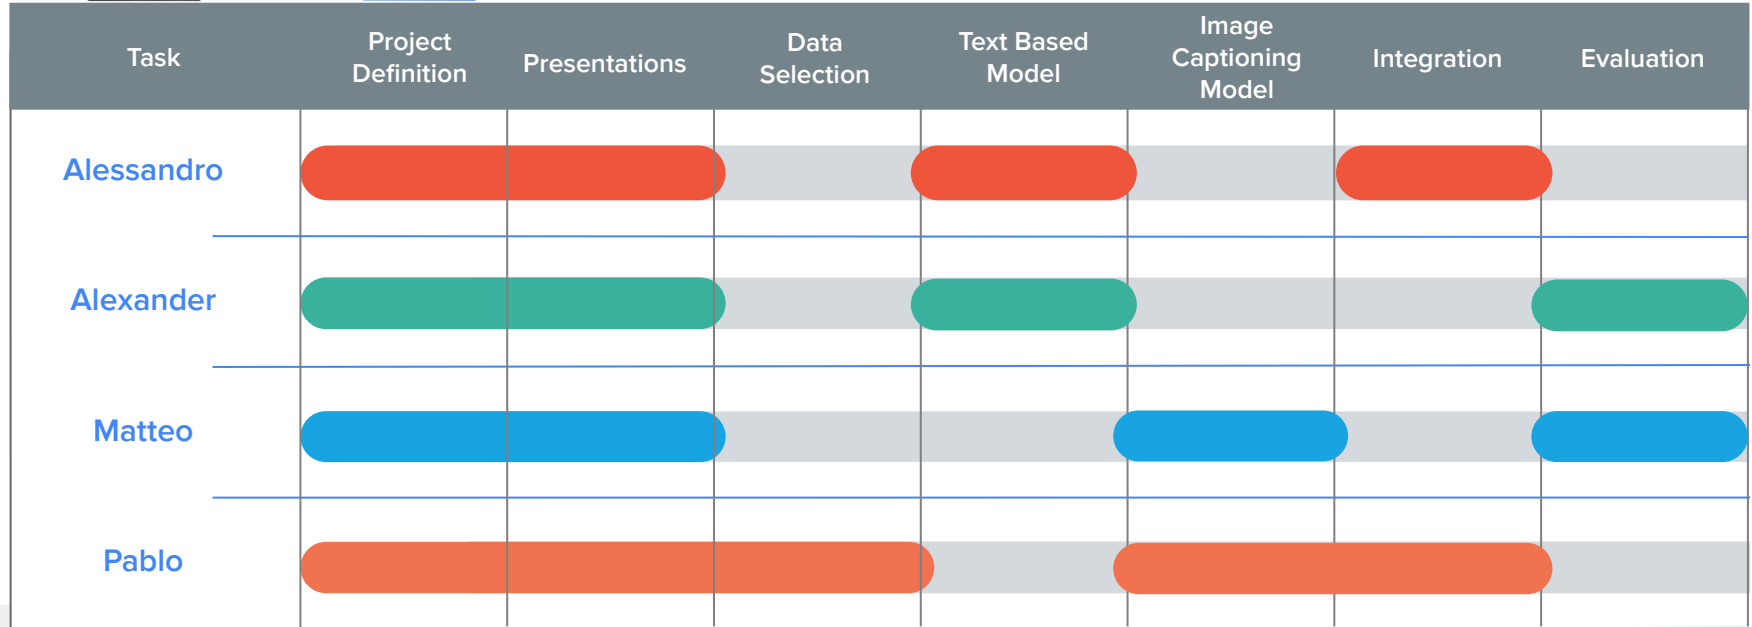 Task
Project
Definition
Presentations
Data
Selection
Text Based
Model
Image
Captioning
Model
Integration
Evaluation
Alessandro
Alexander
Matteo
Pablo